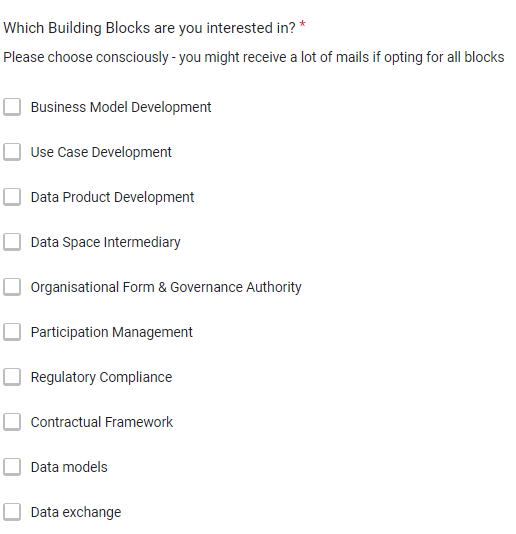 Which Building Blocks are you interested in? *
Please choose consciously - you might receive a lot of mails if opting for all blocks
Business Model Development
Use Case Development
Data Product Development
Data Space Intermediary
Organisational Form & Governance Authority
Participation Management
Regulatory Compliance
Contractual Framework
Data models
Data exchange